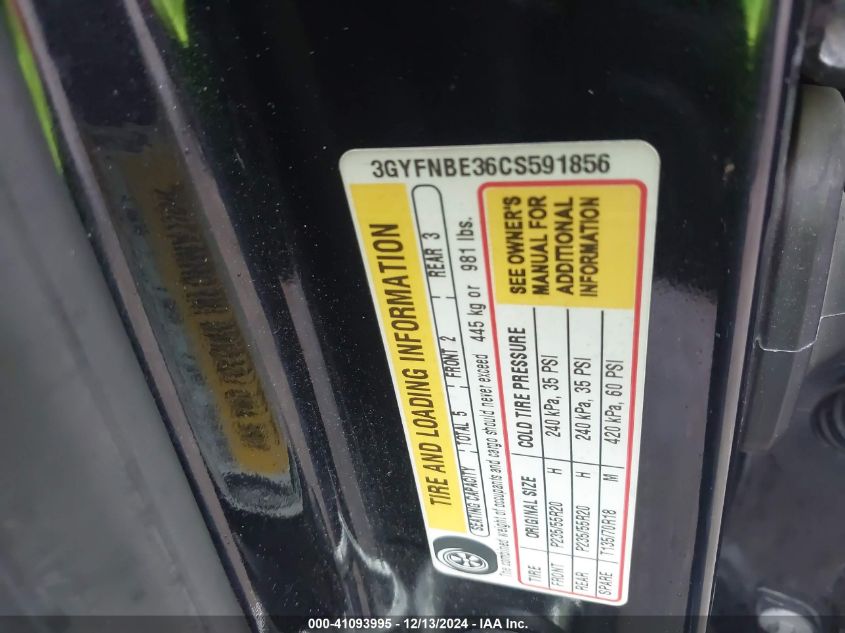 3GYFNBE36CS591856
TIRE AND LOADING INFORMATION
SEATING CAPACITY TOTAL 5 FRONT 2 REAR 3
The combined weight of occupants and cargo should never exceed 445 kg or 981 lbs.
TIRE ORIGINAL SIZE COLD TIRE PRESSURE
FRONT P235/55R20 H 240 kPa, 35 PSI
REAR P235/55R20 H 240 kPa, 35 PSI
SPARE T135/70R18 M 420 kPa, 60 PSI
SEE OWNER'S
MANUAL FOR
ADDITIONAL
INFORMATION
000-41093995 - 12/13/2024 - IAA Inc.